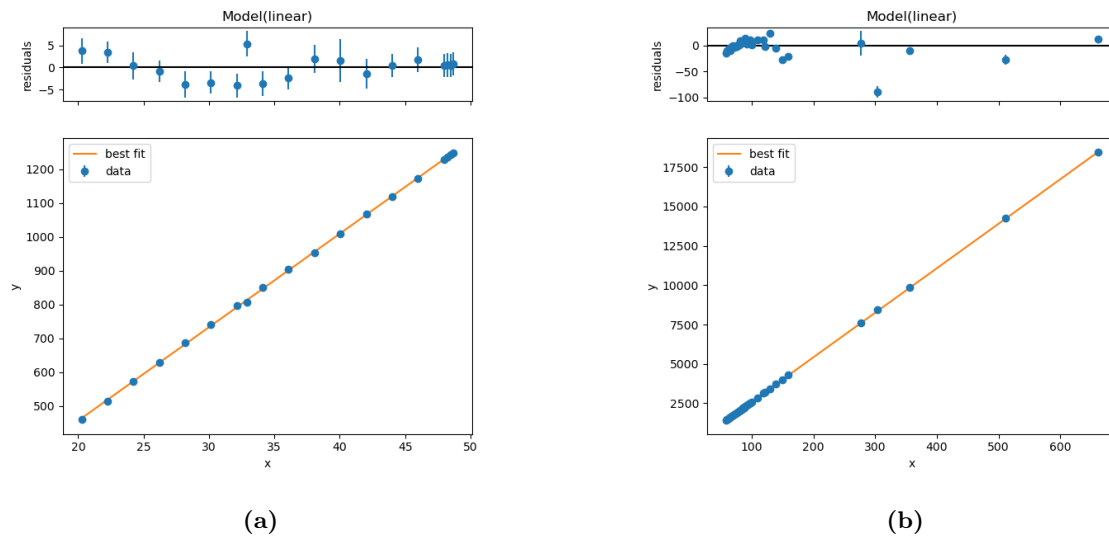 Model(linear)
residuals
5
0
−5
y
1200
1100
1000
900
800
700
600
500
best fit
data
20
25
30
35
40
45
50
x
(a)
Model(linear)
residuals
0
−50
−100
y
17500
15000
12500
10000
7500
5000
2500
best fit
data
100
200
300
400
500
600
x
(b)